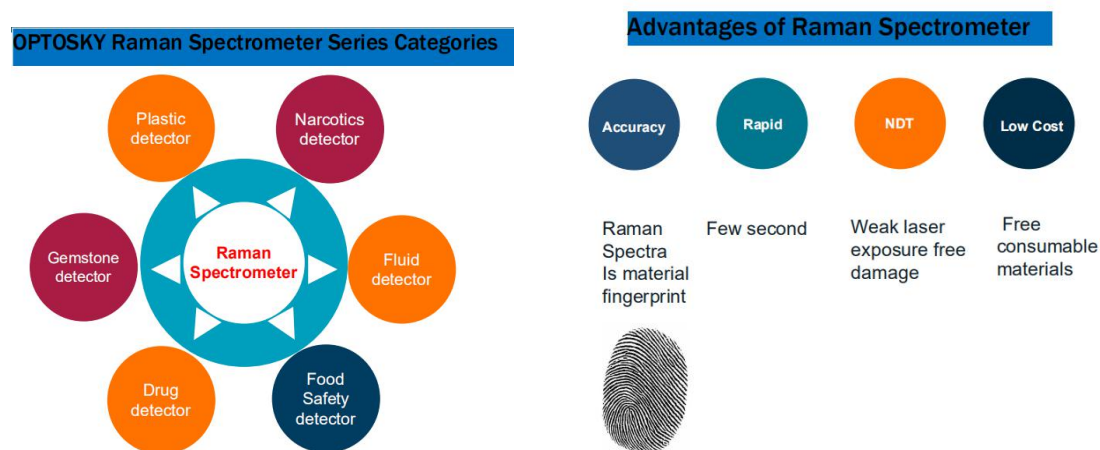 OPTOSKY Raman Spectrometer Series Categories
Plastic
detector
Narcotics
detector
Gemstone
detector
Raman
Spectrometer
Fluid
detector
Drug
detector
Food
Safety
detector
Advantages of Raman Spectrometer
Accuracy
Rapid
NDT
Low Cost
Raman
Spectra
Is material
fingerprint
Few second
Weak laser
exposure free
damage
Free
consumable
materials